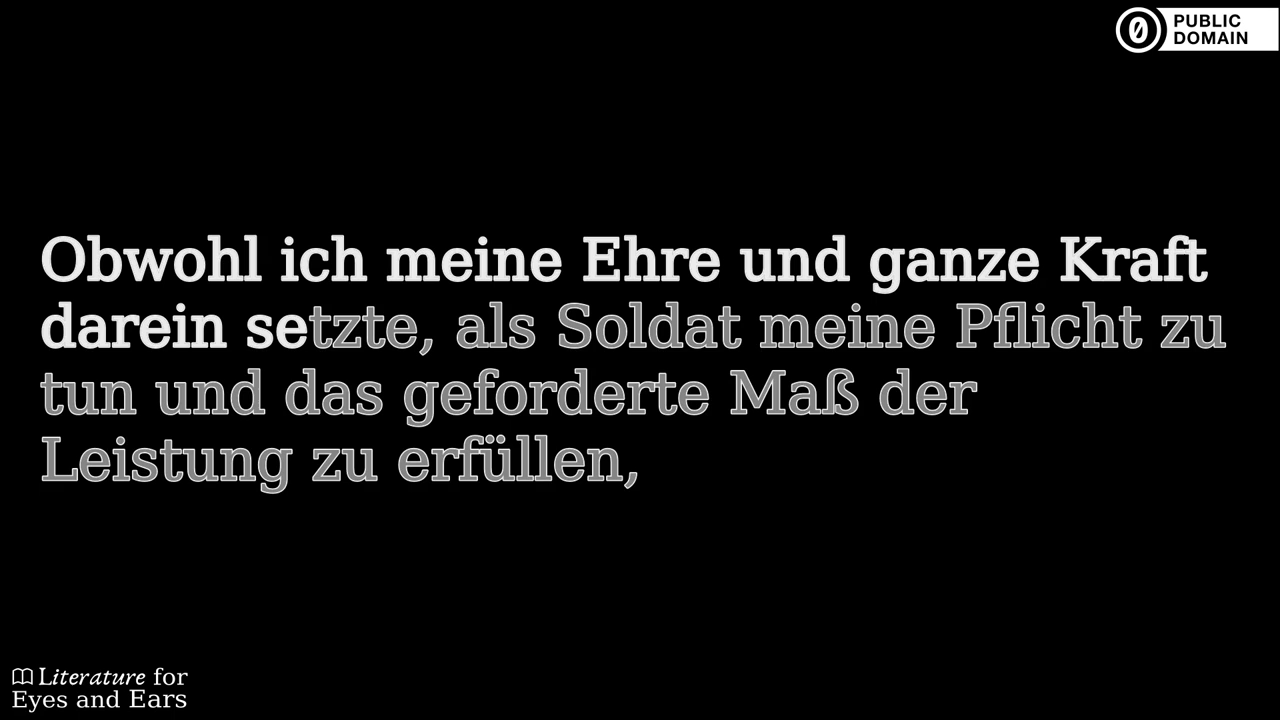 PUBLIC
DOMAIN
Obwohl ich meine Ehre und ganze Kraft
darein setzte, als Soldat meine Pflicht zu
tun und das geforderte Maß der
Leistung zu erfüllen,
Literature for
Eyes and Ears